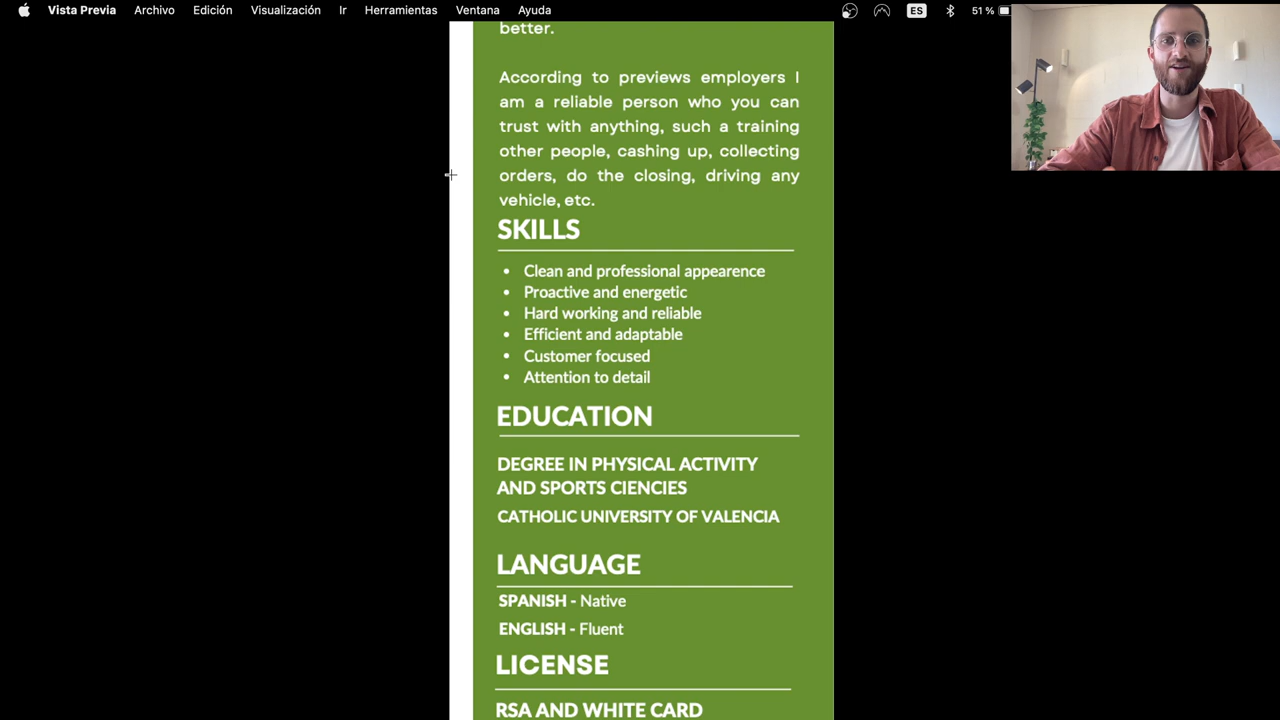 Vista Previa Archivo Edición Visualización Ir Herramientas Ventana Ayuda ES 51 %
better.
According to previews employers I
am a reliable person who you can
trust with anything, such a training
other people, cashing up, collecting
orders, do the closing, driving any
vehicle, etc.
SKILLS
• Clean and professional appearence
• Proactive and energetic
• Hard working and reliable
• Efficient and adaptable
• Customer focused
• Attention to detail
EDUCATION
DEGREE IN PHYSICAL ACTIVITY
AND SPORTS CIENCIES
CATHOLIC UNIVERSITY OF VALENCIA
LANGUAGE
SPANISH - Native
ENGLISH - Fluent
LICENSE
RSA AND WHITE CARD